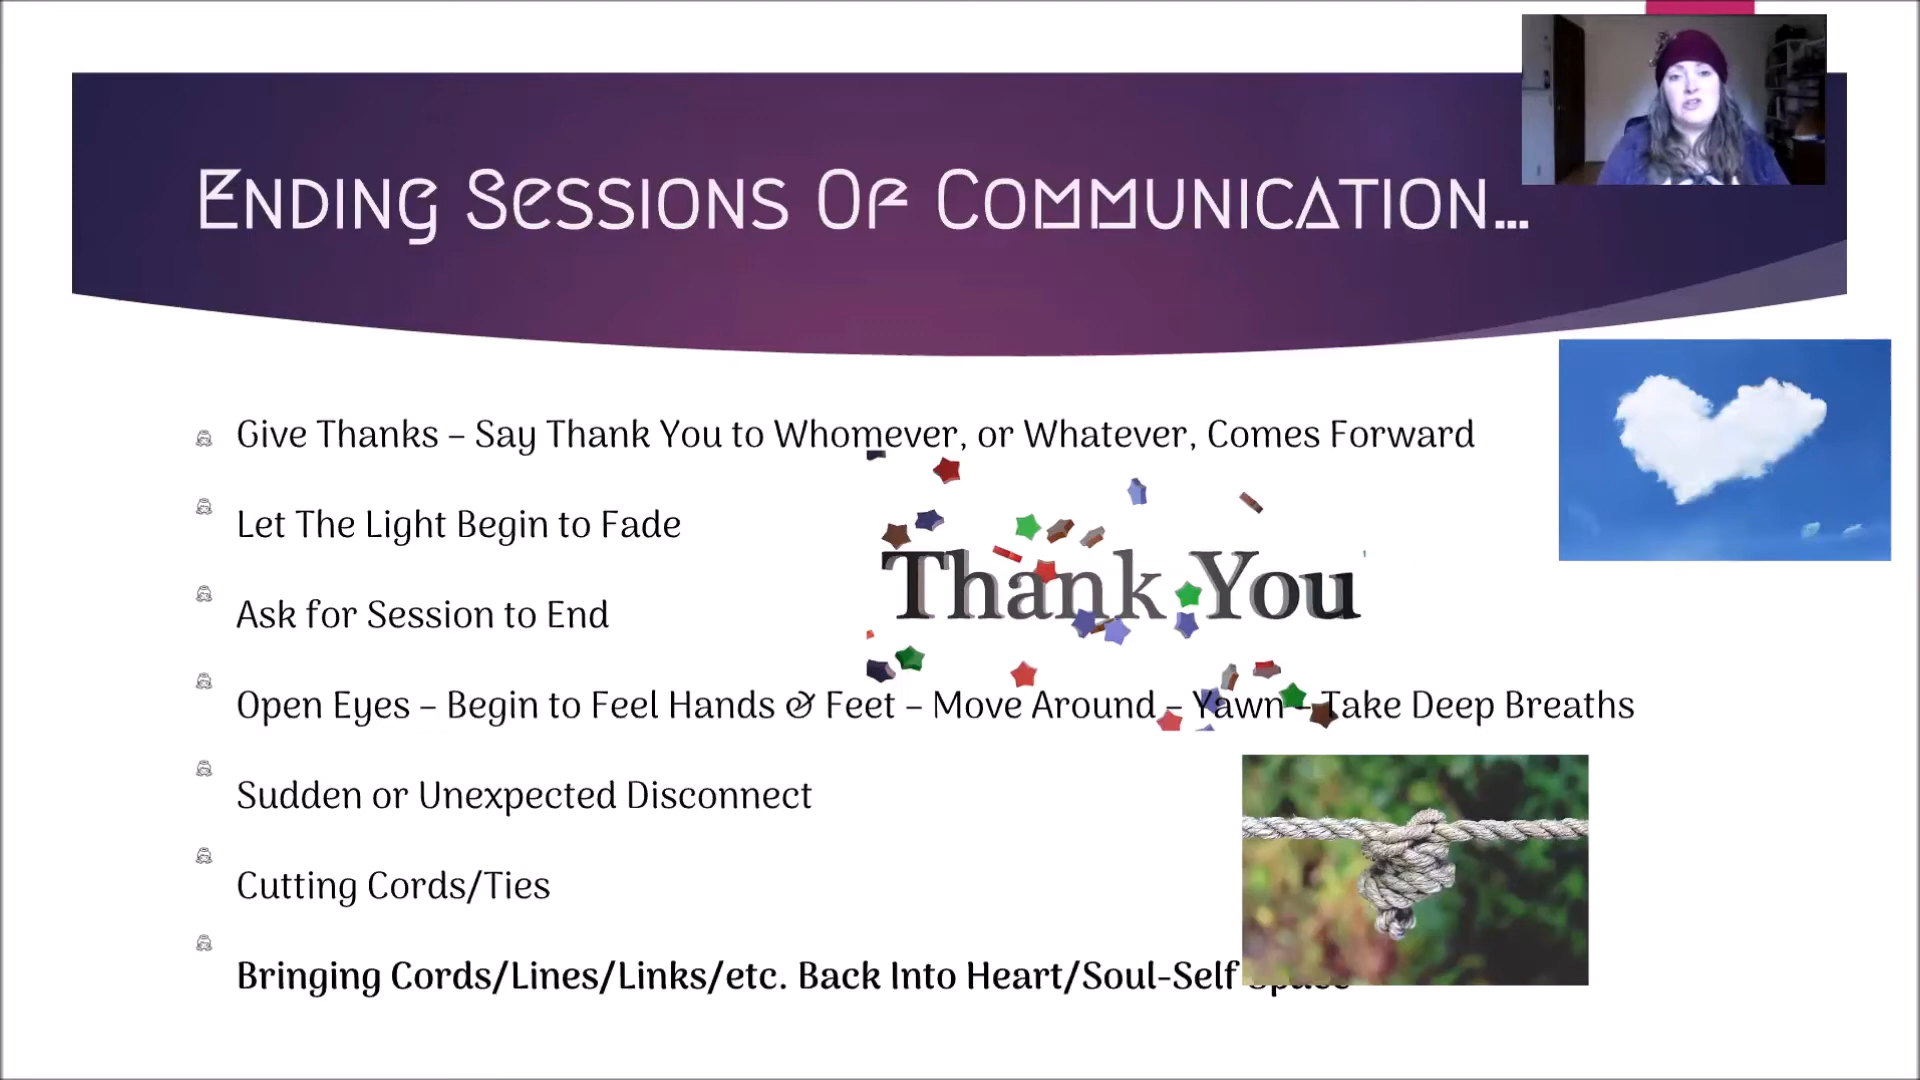 Ending Sessions Of Communication...
Give Thanks – Say Thank You to Whomever, or Whatever, Comes Forward
Let The Light Begin to Fade
Thank You
Ask for Session to End
Open Eyes – Begin to Feel Hands & Feet – Move Around – Yawn – Take Deep Breaths
Sudden or Unexpected Disconnect
Cutting Cords/Ties
Bringing Cords/Lines/Links/etc. Back Into Heart/Soul-Self Space